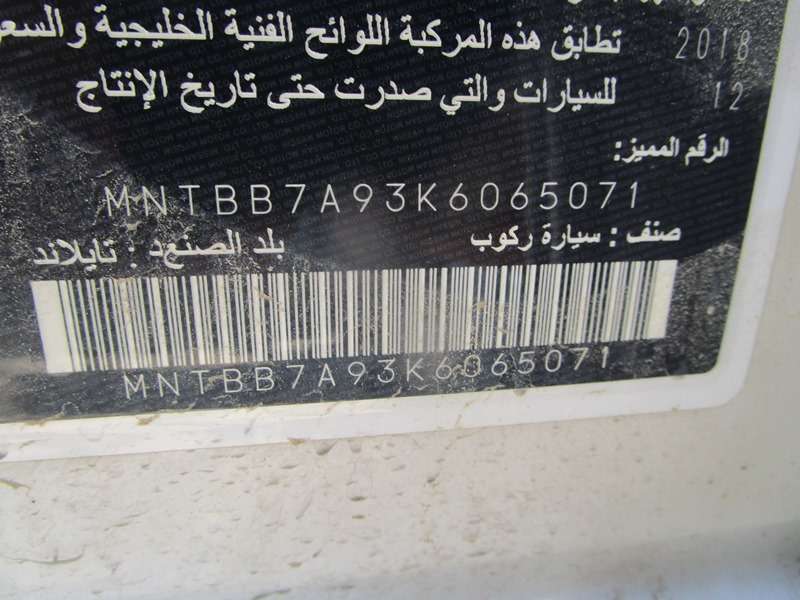 تطابق هذه المركبة اللوائح الفنية الخليجية والسعو 2018
للسيارات والتي صدرت حتى تاريخ الإنتاج 12
الرقم المميز:
MNTBB7A93K6065071
صنف : سيارة ركوب بلد الصنع : تايلاند
MNTBB7A93K6065071